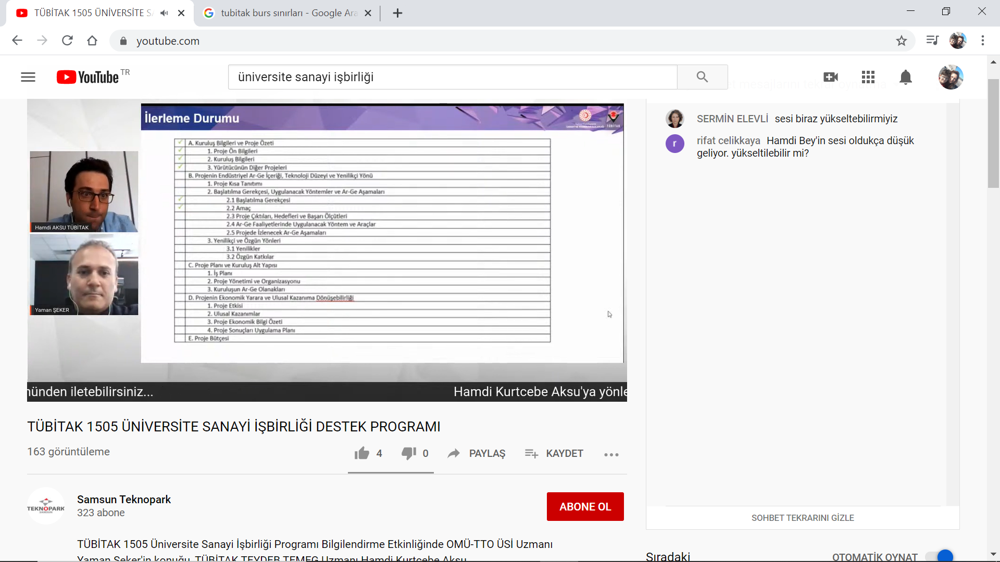 TÜBİTAK 1505 ÜNİVERSİTE
tubitak burs sınırları - Google Ara
youtube.com
YouTube TR
üniversite sanayi işbirliği
İlerleme Durumu
TÜBİTAK
A. Kuruluş Bilgileri ve Proje Özeti
1. Proje Ön Bilgileri
2. Kuruluş Bilgileri
3. Yürütücünün Diğer Projeleri
B. Projenin Endüstriyel Ar-Ge İçeriği, Teknoloji Düzeyi ve Yenilikçi Yönü
1. Proje Kısa Tanıtımı
2. Başlatılma Gerekçesi, Uygulanacak Yöntemler ve Ar-Ge Aşamaları
2.1 Başlatılma Gerekçesi
2.2 Amaç
2.3 Proje Çıktıları, Hedefleri ve Başarı Ölçütleri
2.4 Ar-Ge Faaliyetlerinde Uygulanacak Yöntem ve Araçlar
2.5 Projede İzlenecek Ar-Ge Aşamaları
3. Yenilikçi ve Özgün Yönleri
3.1 Yenilikler
3.2 Özgün Katkılar
C. Proje Planı ve Kuruluş Alt Yapısı
1. İş Planı
2. Proje Yönetimi ve Organizasyonu
3. Kuruluşun Ar-Ge Olanakları
D. Projenin Ekonomik Yarara ve Ulusal Kazanıma Dönüşebilirliği
1. Proje Etkisi
2. Ulusal Kazanımlar
3. Proje Ekonomik Bilgi Özeti
4. Proje Sonuçları Uygulama Planı
E. Proje Bütçesi
Hamdi AKSU TÜBİTAK
Yaman ŞEKER
nünden iletebilirsiniz... Hamdi Kurtcebe Aksu'ya yönle
SERMİN ELEVLİ sesi biraz yükseltebilirmiyiz
r
rifat celikkaya Hamdi Bey'in sesi oldukça düşük
geliyor. yükseltilebilir mi?
SOHBET TEKRARINI GİZLE
TÜBİTAK 1505 ÜNİVERSİTE SANAYİ İŞBİRLİĞİ DESTEK PROGRAMI
163 görüntüleme
4 0 PAYLAŞ KAYDET
TEKNOPARK
SAMSUN
Samsun Teknopark
323 abone
ABONE OL
TÜBİTAK 1505 Üniversite Sanayi İşbirliği Programı Bilgilendirme Etkinliğinde OMÜ-TTO ÜSİ Uzmanı
Yaman Şeker'in konuğu, TÜBİTAK TEYDEB TEMEG Uzmanı Hamdi Kurtcebe Aksu
Sıradaki
OTOMATİK OYNAT